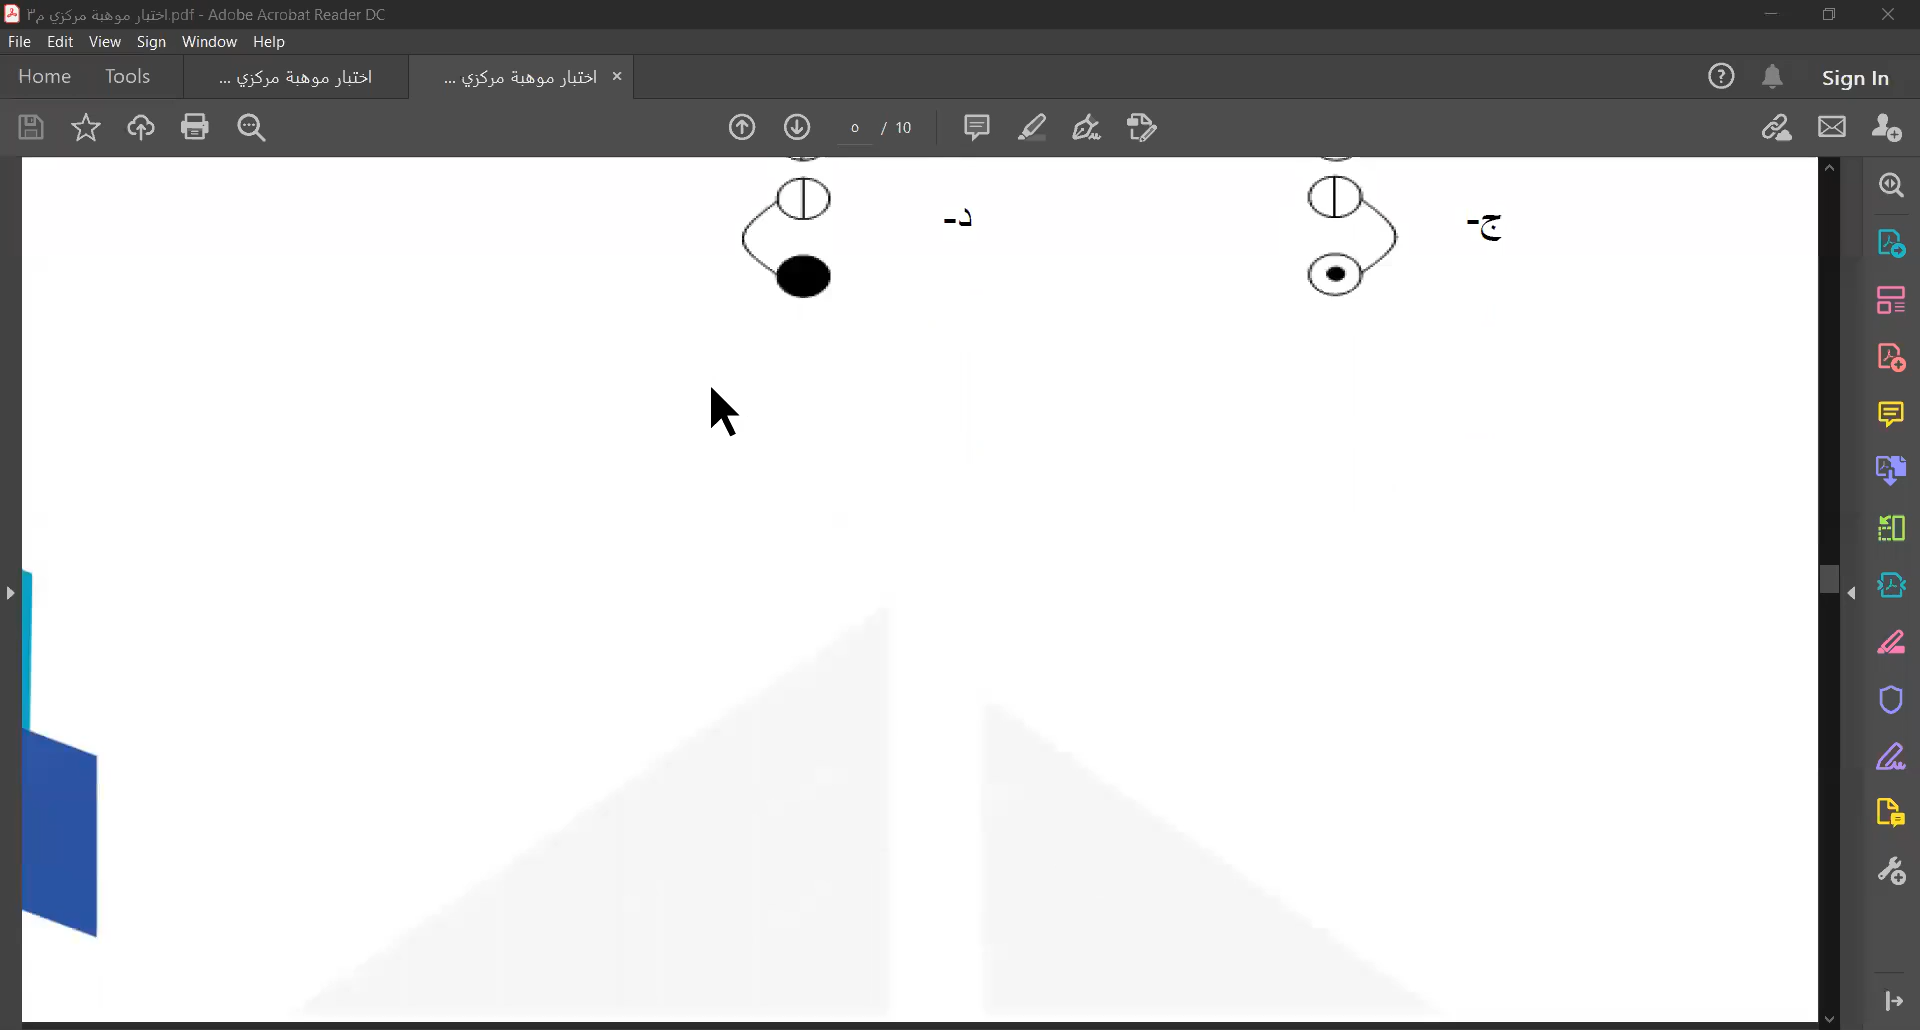 اختبار موهبة مركزي م٣.pdf - Adobe Acrobat Reader DC
File Edit View Sign Window Help
Home Tools اختبار موهبة مركزي ... اختبار موهبة مركزي ... ×
Sign In
٥ / 10
ج- د-